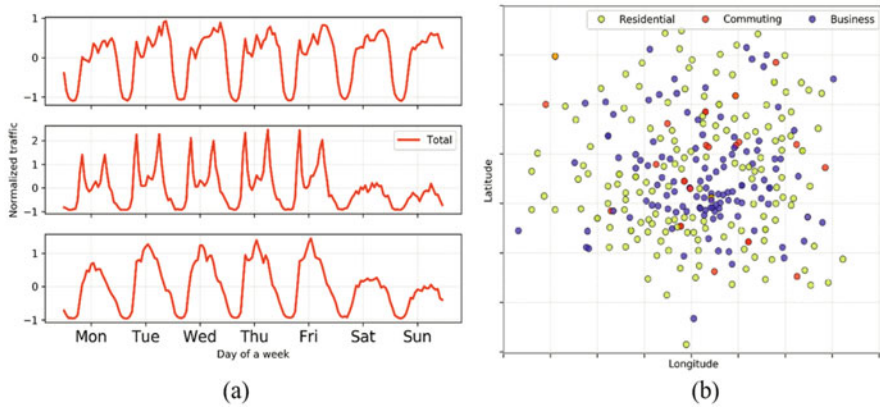 1
0
−1
2
1
0
−1
Total
1
0
−1
Normalized traffic
Mon Tue Wed Thu Fri Sat Sun
Day of a week
(a)
Residential Commuting Business
Latitude
Longitude
(b)